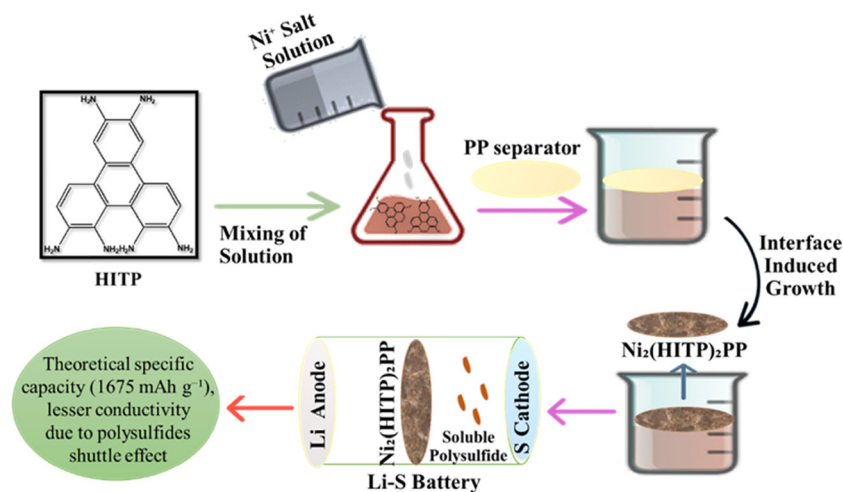 Ni⁺ Salt
Solution
H₂N
NH₂
H₂N
NH₂H₂N
NH₂
HITP
Mixing of
Solution
PP separator
Interface
Induced
Growth
Ni₂(HITP)₂PP
Theoretical specific
capacity (1675 mAh g⁻¹),
lesser conductivity
due to polysulfides
shuttle effect
Li Anode
Ni₂(HITP)₂PP
Soluble
Polysulfide
S Cathode
Li-S Battery